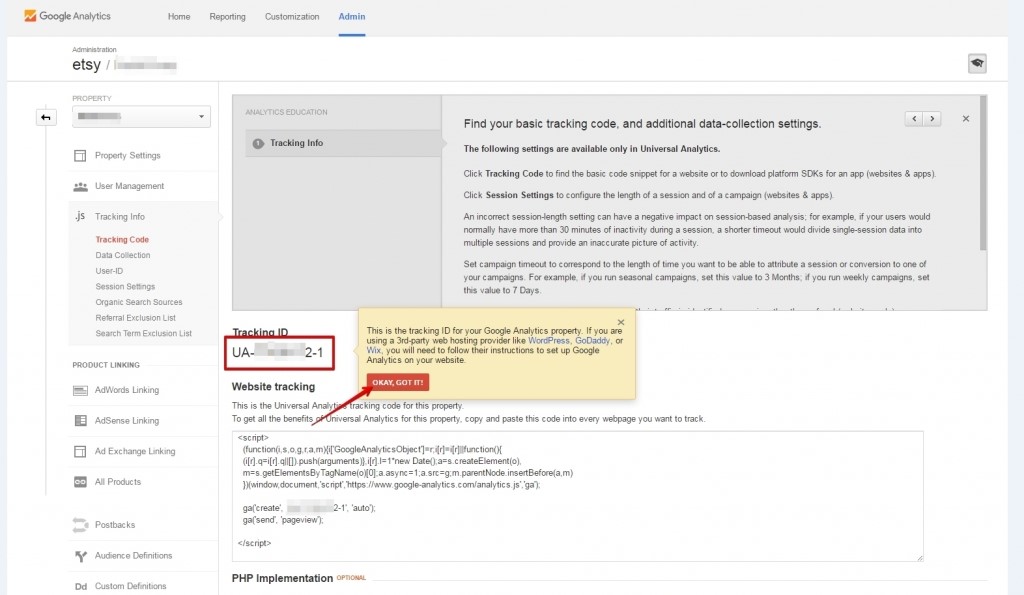 Google Analytics
Home Reporting Customization Admin
Administration
etsy /
PROPERTY
Property Settings
User Management
.js Tracking Info
Tracking Code
Data Collection
User-ID
Session Settings
Organic Search Sources
Referral Exclusion List
Search Term Exclusion List
PRODUCT LINKING
AdWords Linking
AdSense Linking
Ad Exchange Linking
All Products
Postbacks
Audience Definitions
Dd Custom Definitions
ANALYTICS EDUCATION
1 Tracking Info
Find your basic tracking code, and additional data-collection settings.
The following settings are available only in Universal Analytics.
Click Tracking Code to find the basic code snippet for a website or to download platform SDKs for an app (websites & apps).
Click Session Settings to configure the length of a session and of a campaign (websites & apps).
An incorrect session-length setting can have a negative impact on session-based analysis; for example, if your users would
normally have more than 30 minutes of inactivity during a session, a shorter timeout would divide single-session data into
multiple sessions and provide an inaccurate picture of activity.
Set campaign timeout to correspond to the length of time you want to be able to attribute a session or conversion to one of
your campaigns. For example, if you run seasonal campaigns, set this value to 3 Months; if you run weekly campaigns, set
this value to 7 Days.
Tracking ID
UA- 2-1
This is the tracking ID for your Google Analytics property. If you are
using a 3rd-party web hosting provider like WordPress, GoDaddy, or
Wix, you will need to follow their instructions to set up Google
Analytics on your website.
OKAY, GOT IT!
Website tracking
This is the Universal Analytics tracking code for this property.
To get all the benefits of Universal Analytics for this property, copy and paste this code into every webpage you want to track.
<script>
(function(i,s,o,g,r,a,m){i['GoogleAnalyticsObject']=r;i[r]=i[r]||function(){
(i[r].q=i[r].q||[]).push(arguments)},i[r].l=1*new Date();a=s.createElement(o),
m=s.getElementsByTagName(o)[0];a.async=1;a.src=g;m.parentNode.insertBefore(a,m)
})(window,document,'script','https://www.google-analytics.com/analytics.js','ga');
ga('create', 2-1', 'auto');
ga('send', 'pageview');
</script>
PHP Implementation OPTIONAL